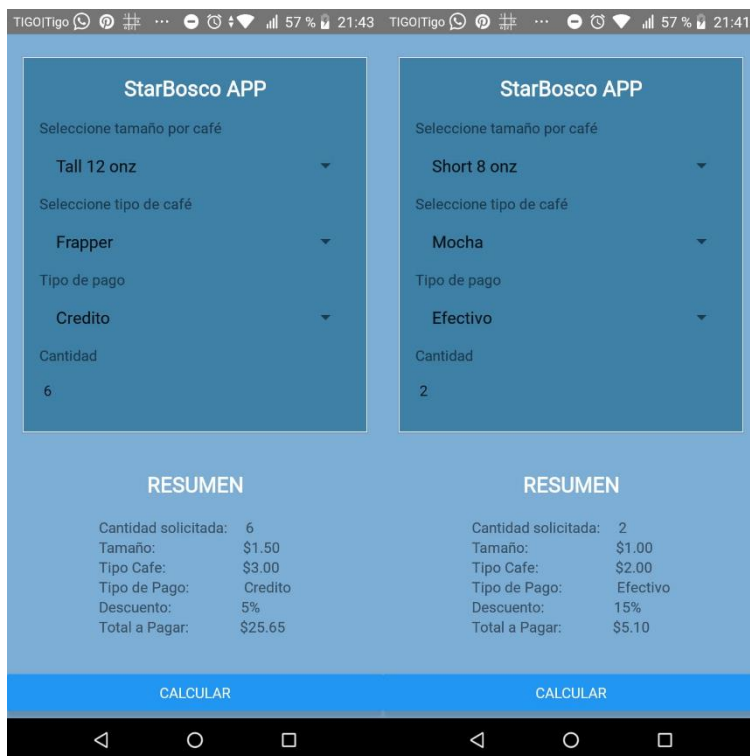 TIGO|Tigo ... 57 % 21:43
StarBosco APP
Seleccione tamaño por café
Tall 12 onz
Seleccione tipo de café
Frapper
Tipo de pago
Credito
Cantidad
6
RESUMEN
Cantidad solicitada: 6
Tamaño: $1.50
Tipo Cafe: $3.00
Tipo de Pago: Credito
Descuento: 5%
Total a Pagar: $25.65
CALCULAR
TIGO|Tigo ... 57 % 21:41
StarBosco APP
Seleccione tamaño por café
Short 8 onz
Seleccione tipo de café
Mocha
Tipo de pago
Efectivo
Cantidad
2
RESUMEN
Cantidad solicitada: 2
Tamaño: $1.00
Tipo Cafe: $2.00
Tipo de Pago: Efectivo
Descuento: 15%
Total a Pagar: $5.10
CALCULAR